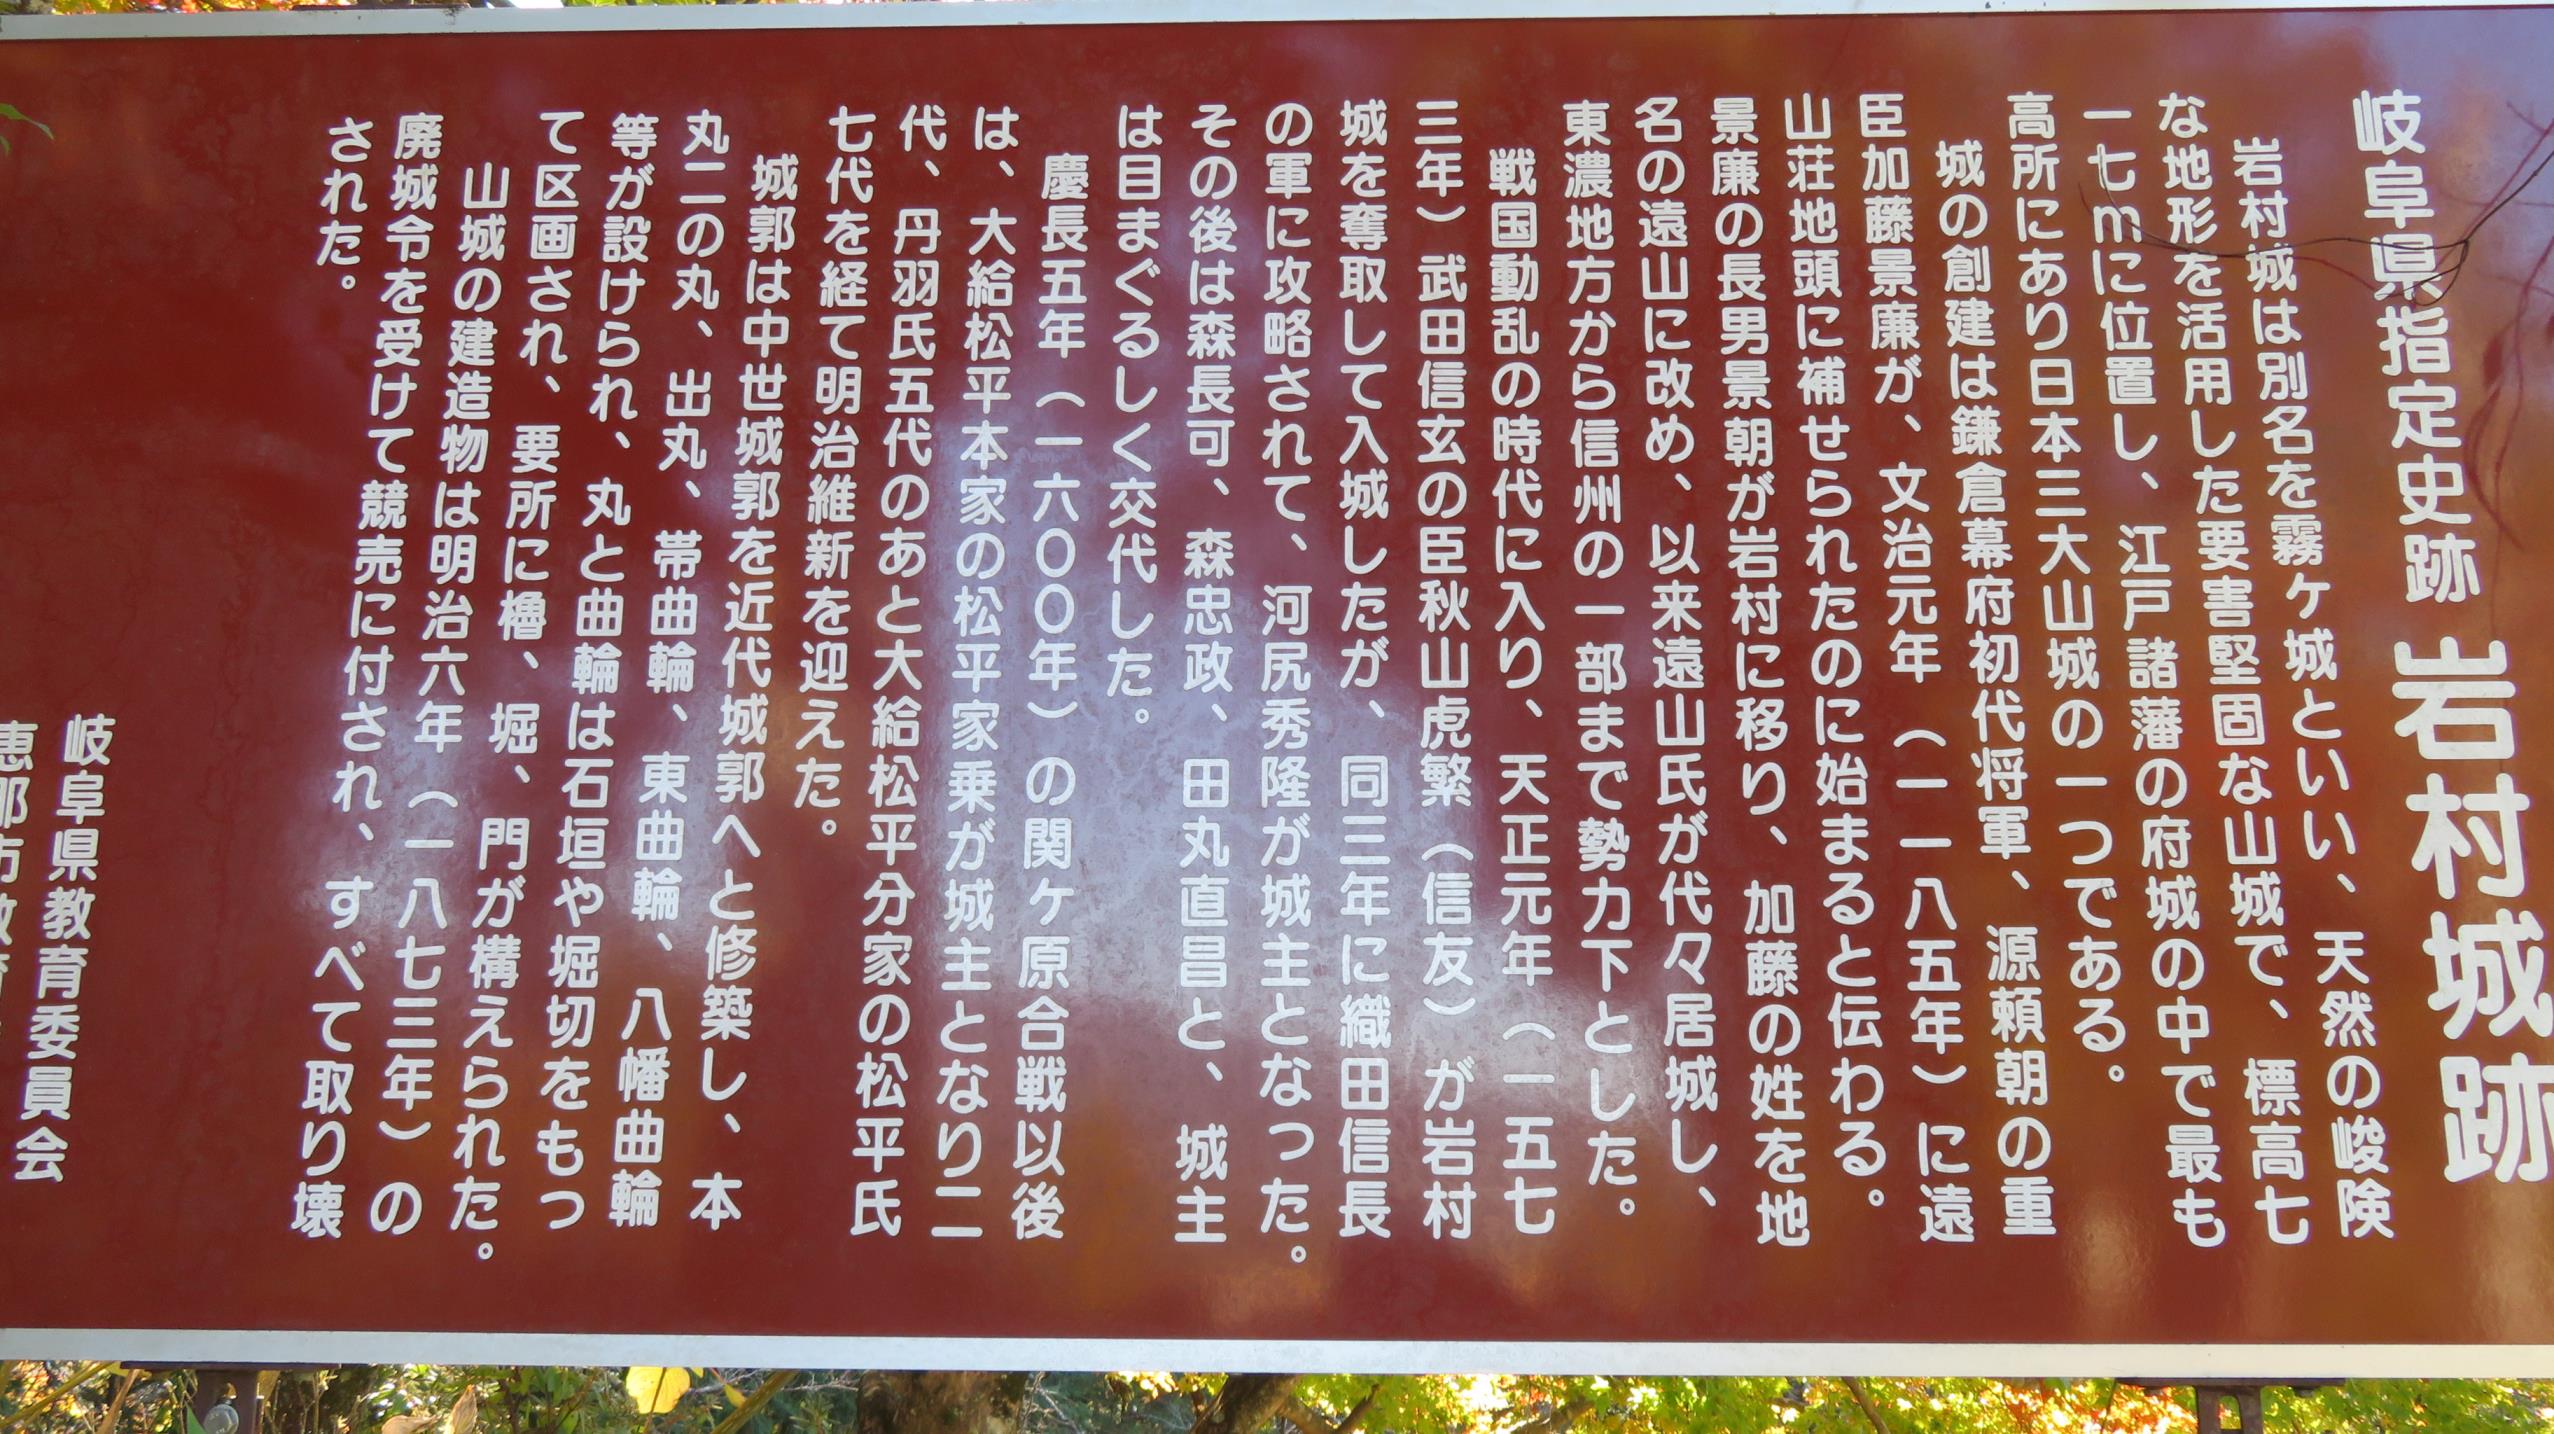 岐阜県指定史跡 岩村城跡
岩村城は別名を霧ケ城といい、天然の峻険
な地形を活用した要害堅固な山城で、標高七
一七mに位置し、江戸諸藩の府城の中で最も
高所にあり日本三大山城の一つである。
城の創建は鎌倉幕府初代将軍、源頼朝の重
臣加藤景廉が、文治元年（一一八五年）に遠
山荘地頭に補せられたのに始まると伝わる。
景廉の長男景朝が岩村に移り、加藤の姓を地
名の遠山に改め、以来遠山氏が代々居城し、
東濃地方から信州の一部まで勢力下とした。
戦国動乱の時代に入り、天正元年（一五七
三年）武田信玄の臣秋山虎繁（信友）が岩村
城を奪取して入城したが、同三年に織田信長
の軍に攻略されて、河尻秀隆が城主となった。
その後は森長可、森忠政、田丸直昌と、城主
は目まぐるしく交代した。
慶長五年（一六〇〇年）の関ケ原合戦以後
は、大給松平本家の松平家乗が城主となり二
代、丹羽氏五代のあと大給松平分家の松平氏
七代を経て明治維新を迎えた。
城郭は中世城郭を近代城郭へと修築し、本
丸二の丸、出丸、帯曲輪、東曲輪、八幡曲輪
等が設けられ、丸と曲輪は石垣や堀切をもっ
て区画され、要所に櫓、堀、門が構えられた。
山城の建造物は明治六年（一八七三年）の
廃城令を受けて競売に付され、すべて取り壊
された。
岐阜県教育委員会
恵那市教育